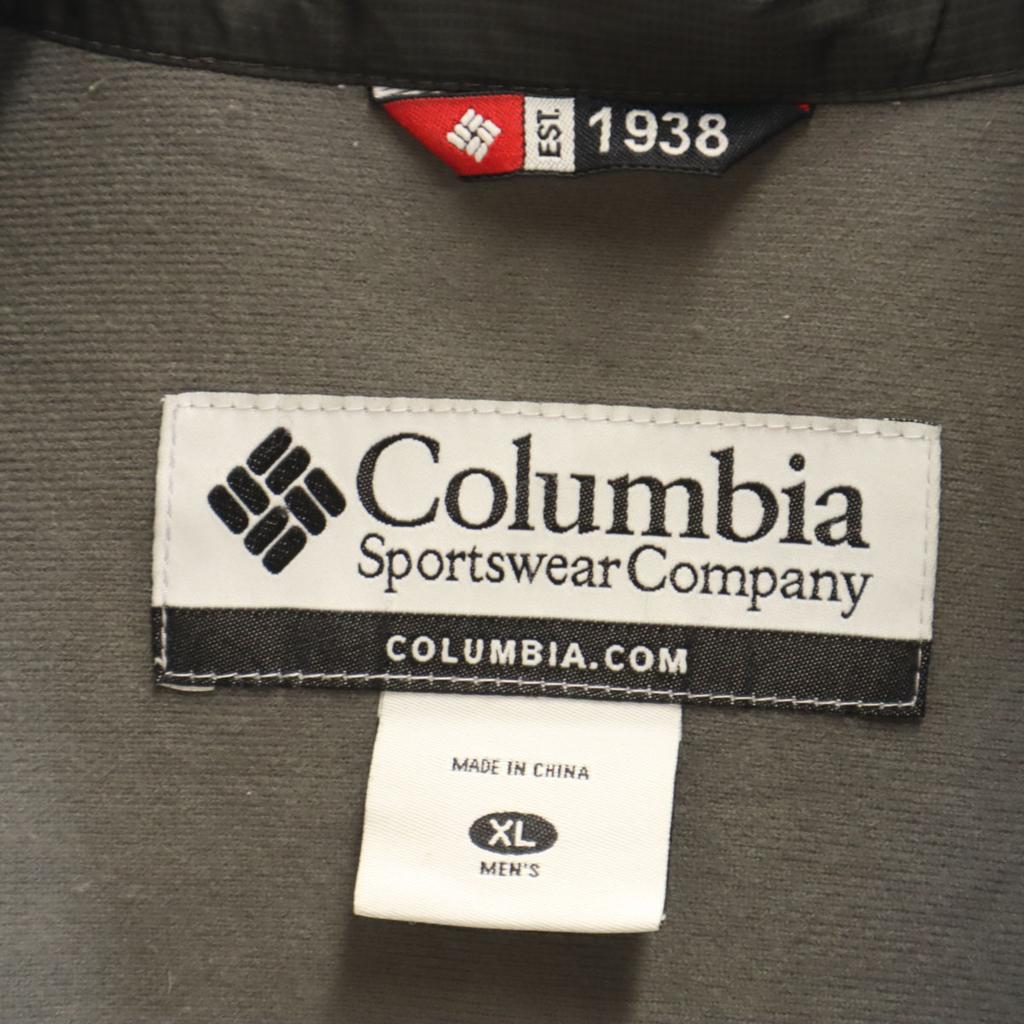 EST. 1938
Columbia
Sportswear Company
COLUMBIA.COM
MADE IN CHINA
XL
MEN'S